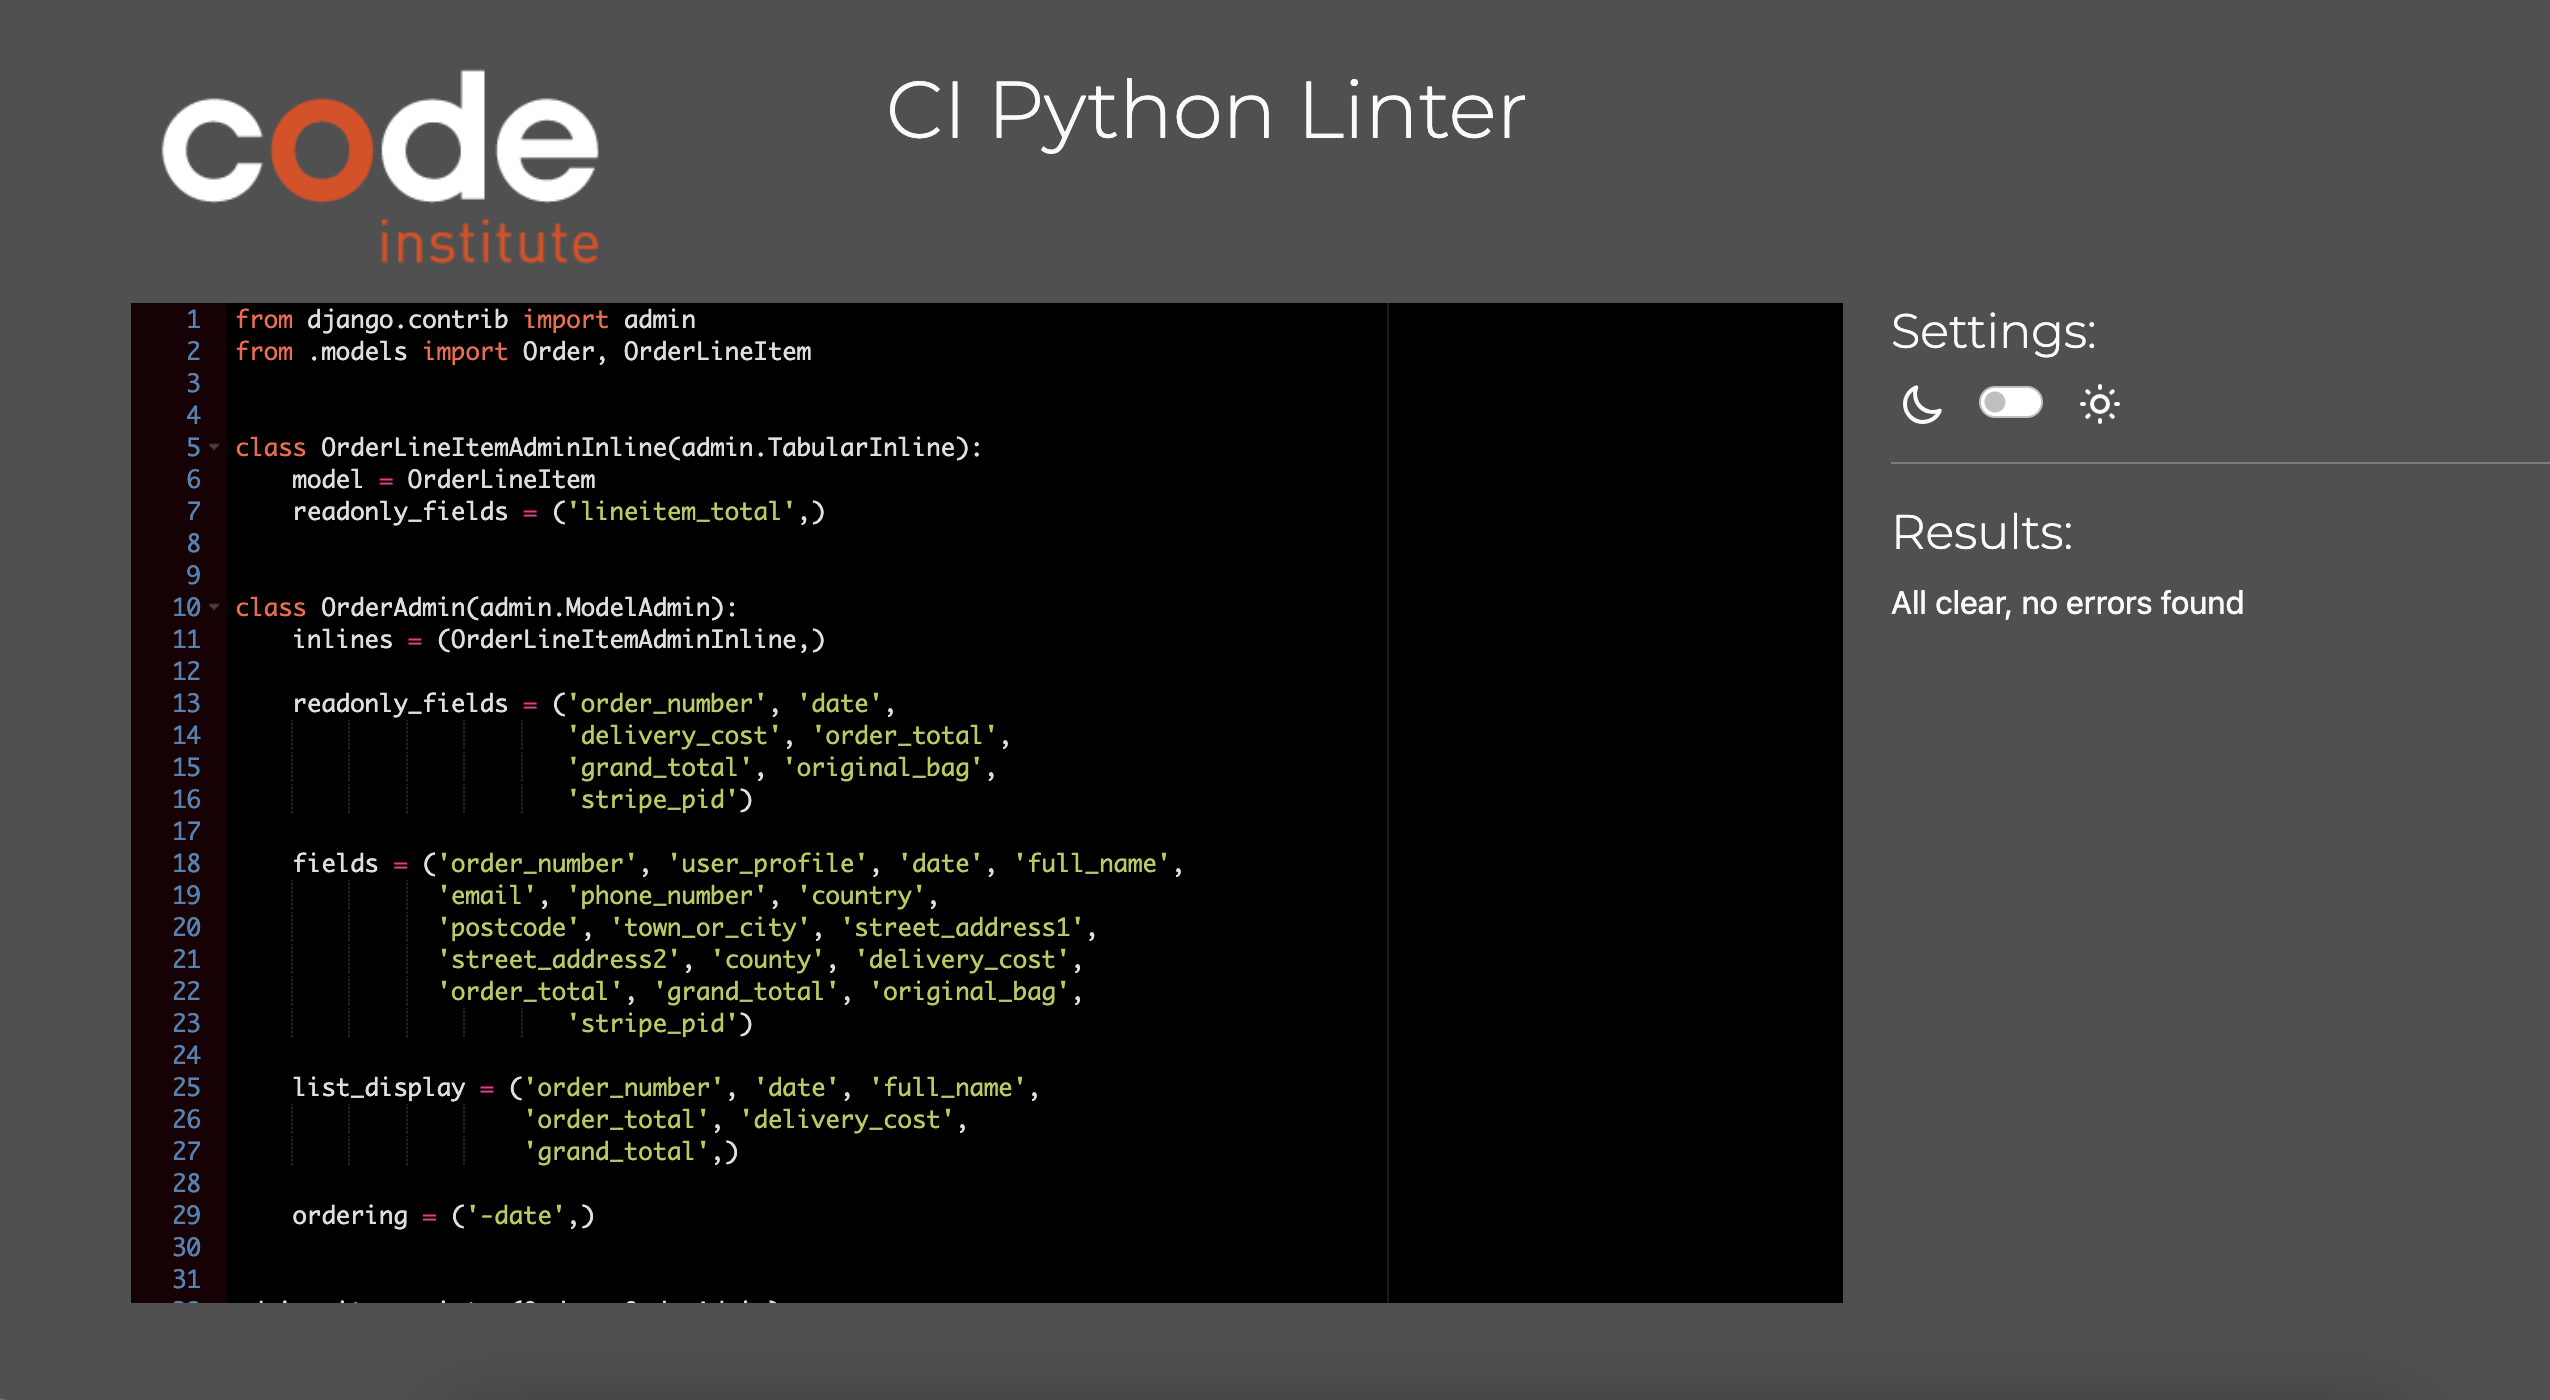 code
institute
CI Python Linter
1 from django.contrib import admin
2 from .models import Order, OrderLineItem
3
4
5 class OrderLineItemAdminInline(admin.TabularInline):
6     model = OrderLineItem
7     readonly_fields = ('lineitem_total',)
8
9
10 class OrderAdmin(admin.ModelAdmin):
11     inlines = (OrderLineItemAdminInline,)
12
13     readonly_fields = ('order_number', 'date',
14                        'delivery_cost', 'order_total',
15                        'grand_total', 'original_bag',
16                        'stripe_pid')
17
18     fields = ('order_number', 'user_profile', 'date', 'full_name',
19               'email', 'phone_number', 'country',
20               'postcode', 'town_or_city', 'street_address1',
21               'street_address2', 'county', 'delivery_cost',
22               'order_total', 'grand_total', 'original_bag',
23                        'stripe_pid')
24
25     list_display = ('order_number', 'date', 'full_name',
26                     'order_total', 'delivery_cost',
27                     'grand_total',)
28
29     ordering = ('-date',)
30
31
Settings:
Results:
All clear, no errors found